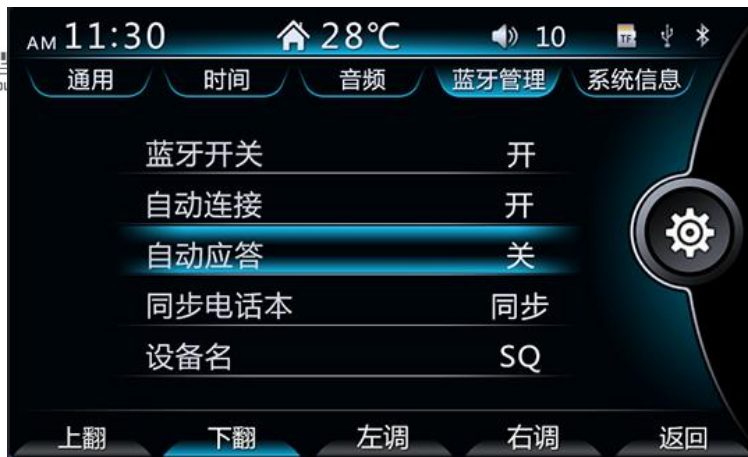 AM 11:30 28℃ 10 TF
通用 时间 音频 蓝牙管理 系统信息
蓝牙开关 开
自动连接 开
自动应答 关
同步电话本 同步
设备名 SQ
上翻 下翻 左调 右调 返回